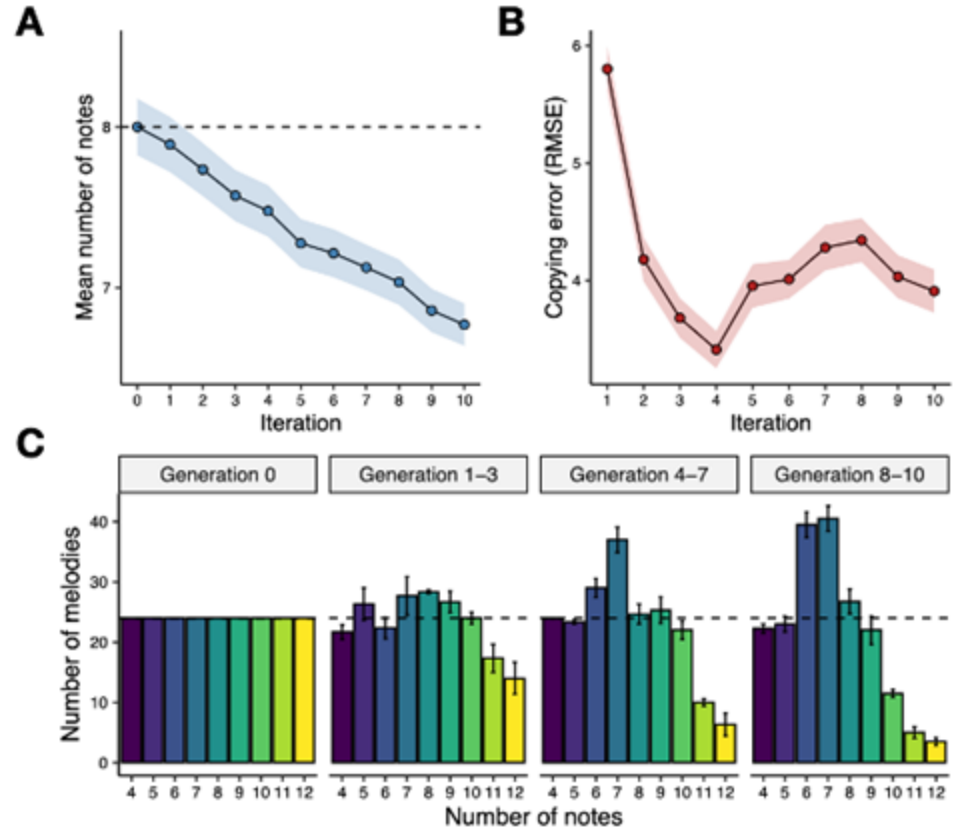 A
Mean number of notes
8
7
0 1 2 3 4 5 6 7 8 9 10
Iteration
B
Copying error (RMSE)
6
5
4
1 2 3 4 5 6 7 8 9 10
Iteration
C
Generation 0
Generation 1–3
Generation 4–7
Generation 8–10
Number of melodies
40
30
20
10
0
4 5 6 7 8 9 10 11 12
4 5 6 7 8 9 10 11 12
4 5 6 7 8 9 10 11 12
4 5 6 7 8 9 10 11 12
Number of notes